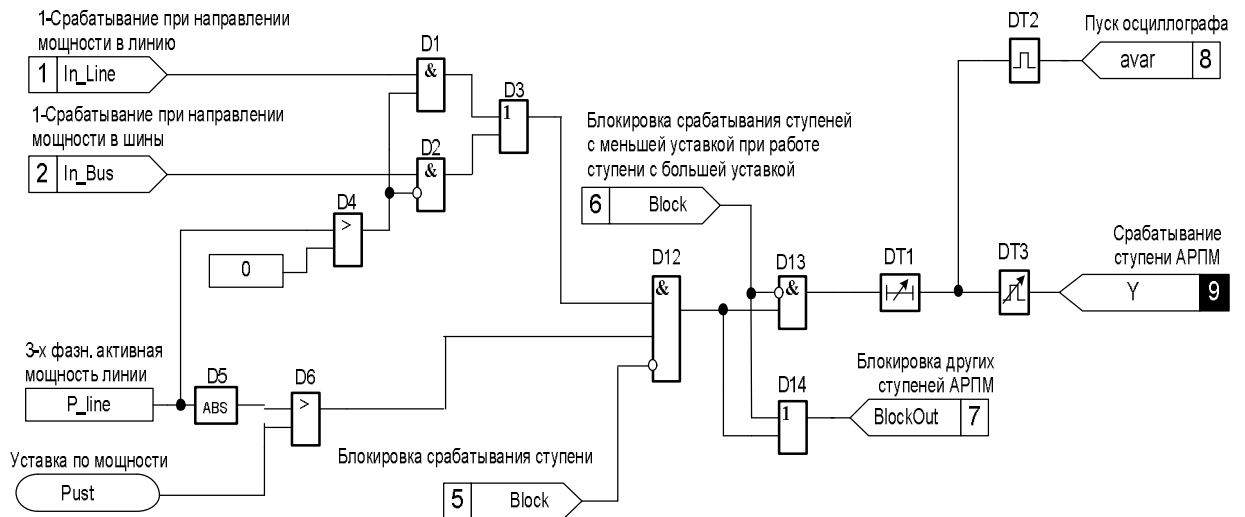 1-Срабатывание при направлении
мощности в линию
1 In_Line
1-Срабатывание при направлении
мощности в шины
2 In_Bus
D1
&
D2
&
D3
1
D4
>
0
Блокировка срабатывания ступеней
с меньшей уставкой при работе
ступени с большей уставкой
6 Block
DT2
Пуск осциллографа
avar 8
D12
&
D13
&
DT1
DT3
Срабатывание
ступени АРПМ
Y 9
3-х фазн. активная
мощность линии
P_line
D5
ABS
D6
>
D14
1
Блокировка других
ступеней АРПМ
BlockOut 7
Уставка по мощности
Pust
Блокировка срабатывания ступени
5 Block